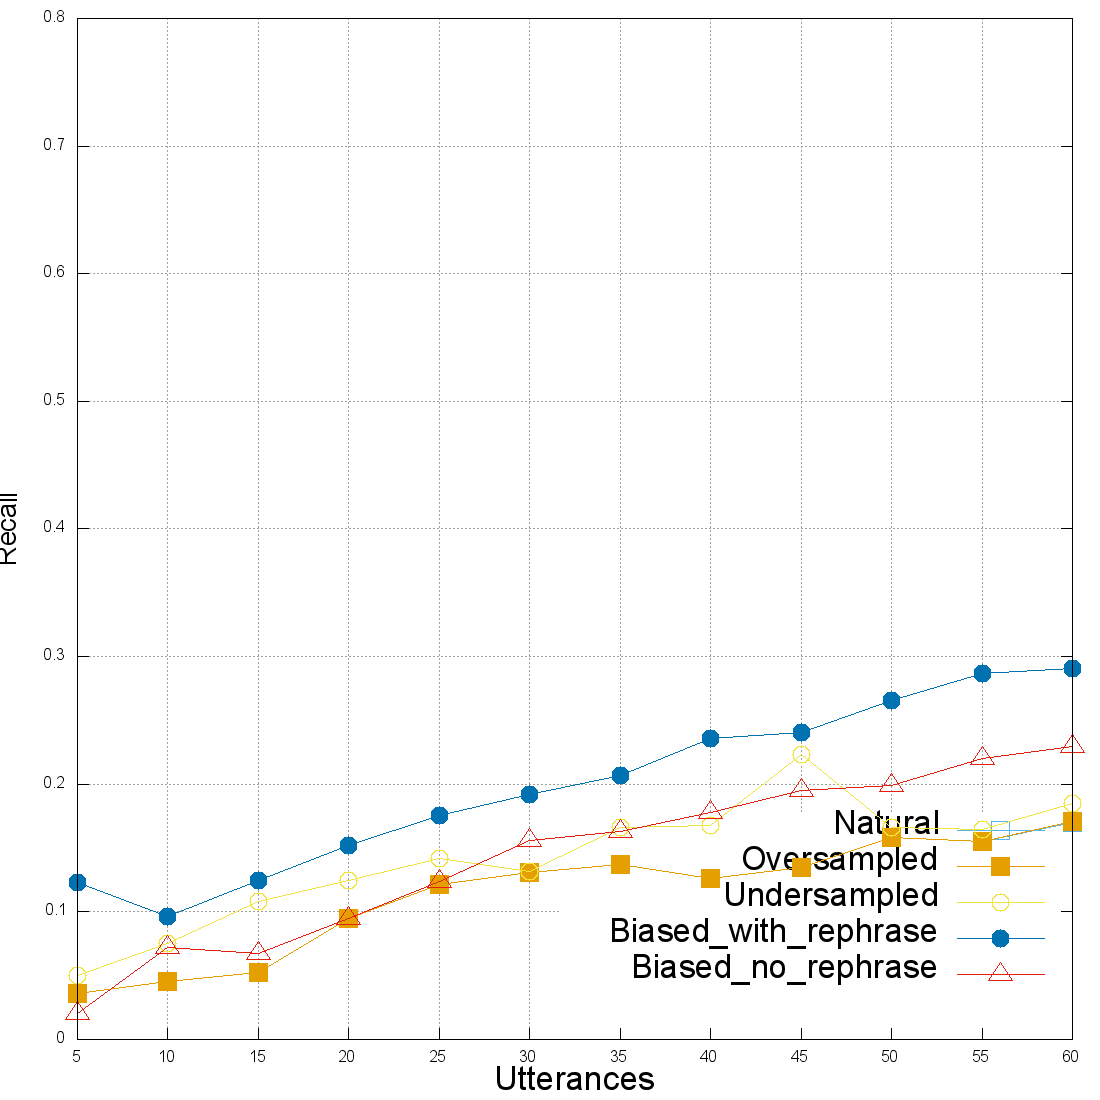 0.8
0.7
0.6
0.5
0.4
0.3
0.2
0.1
0
Recall
Natural
Oversampled
Undersampled
Biased_with_rephrase
Biased_no_rephrase
5 10 15 20 25 30 35 40 45 50 55 60
Utterances